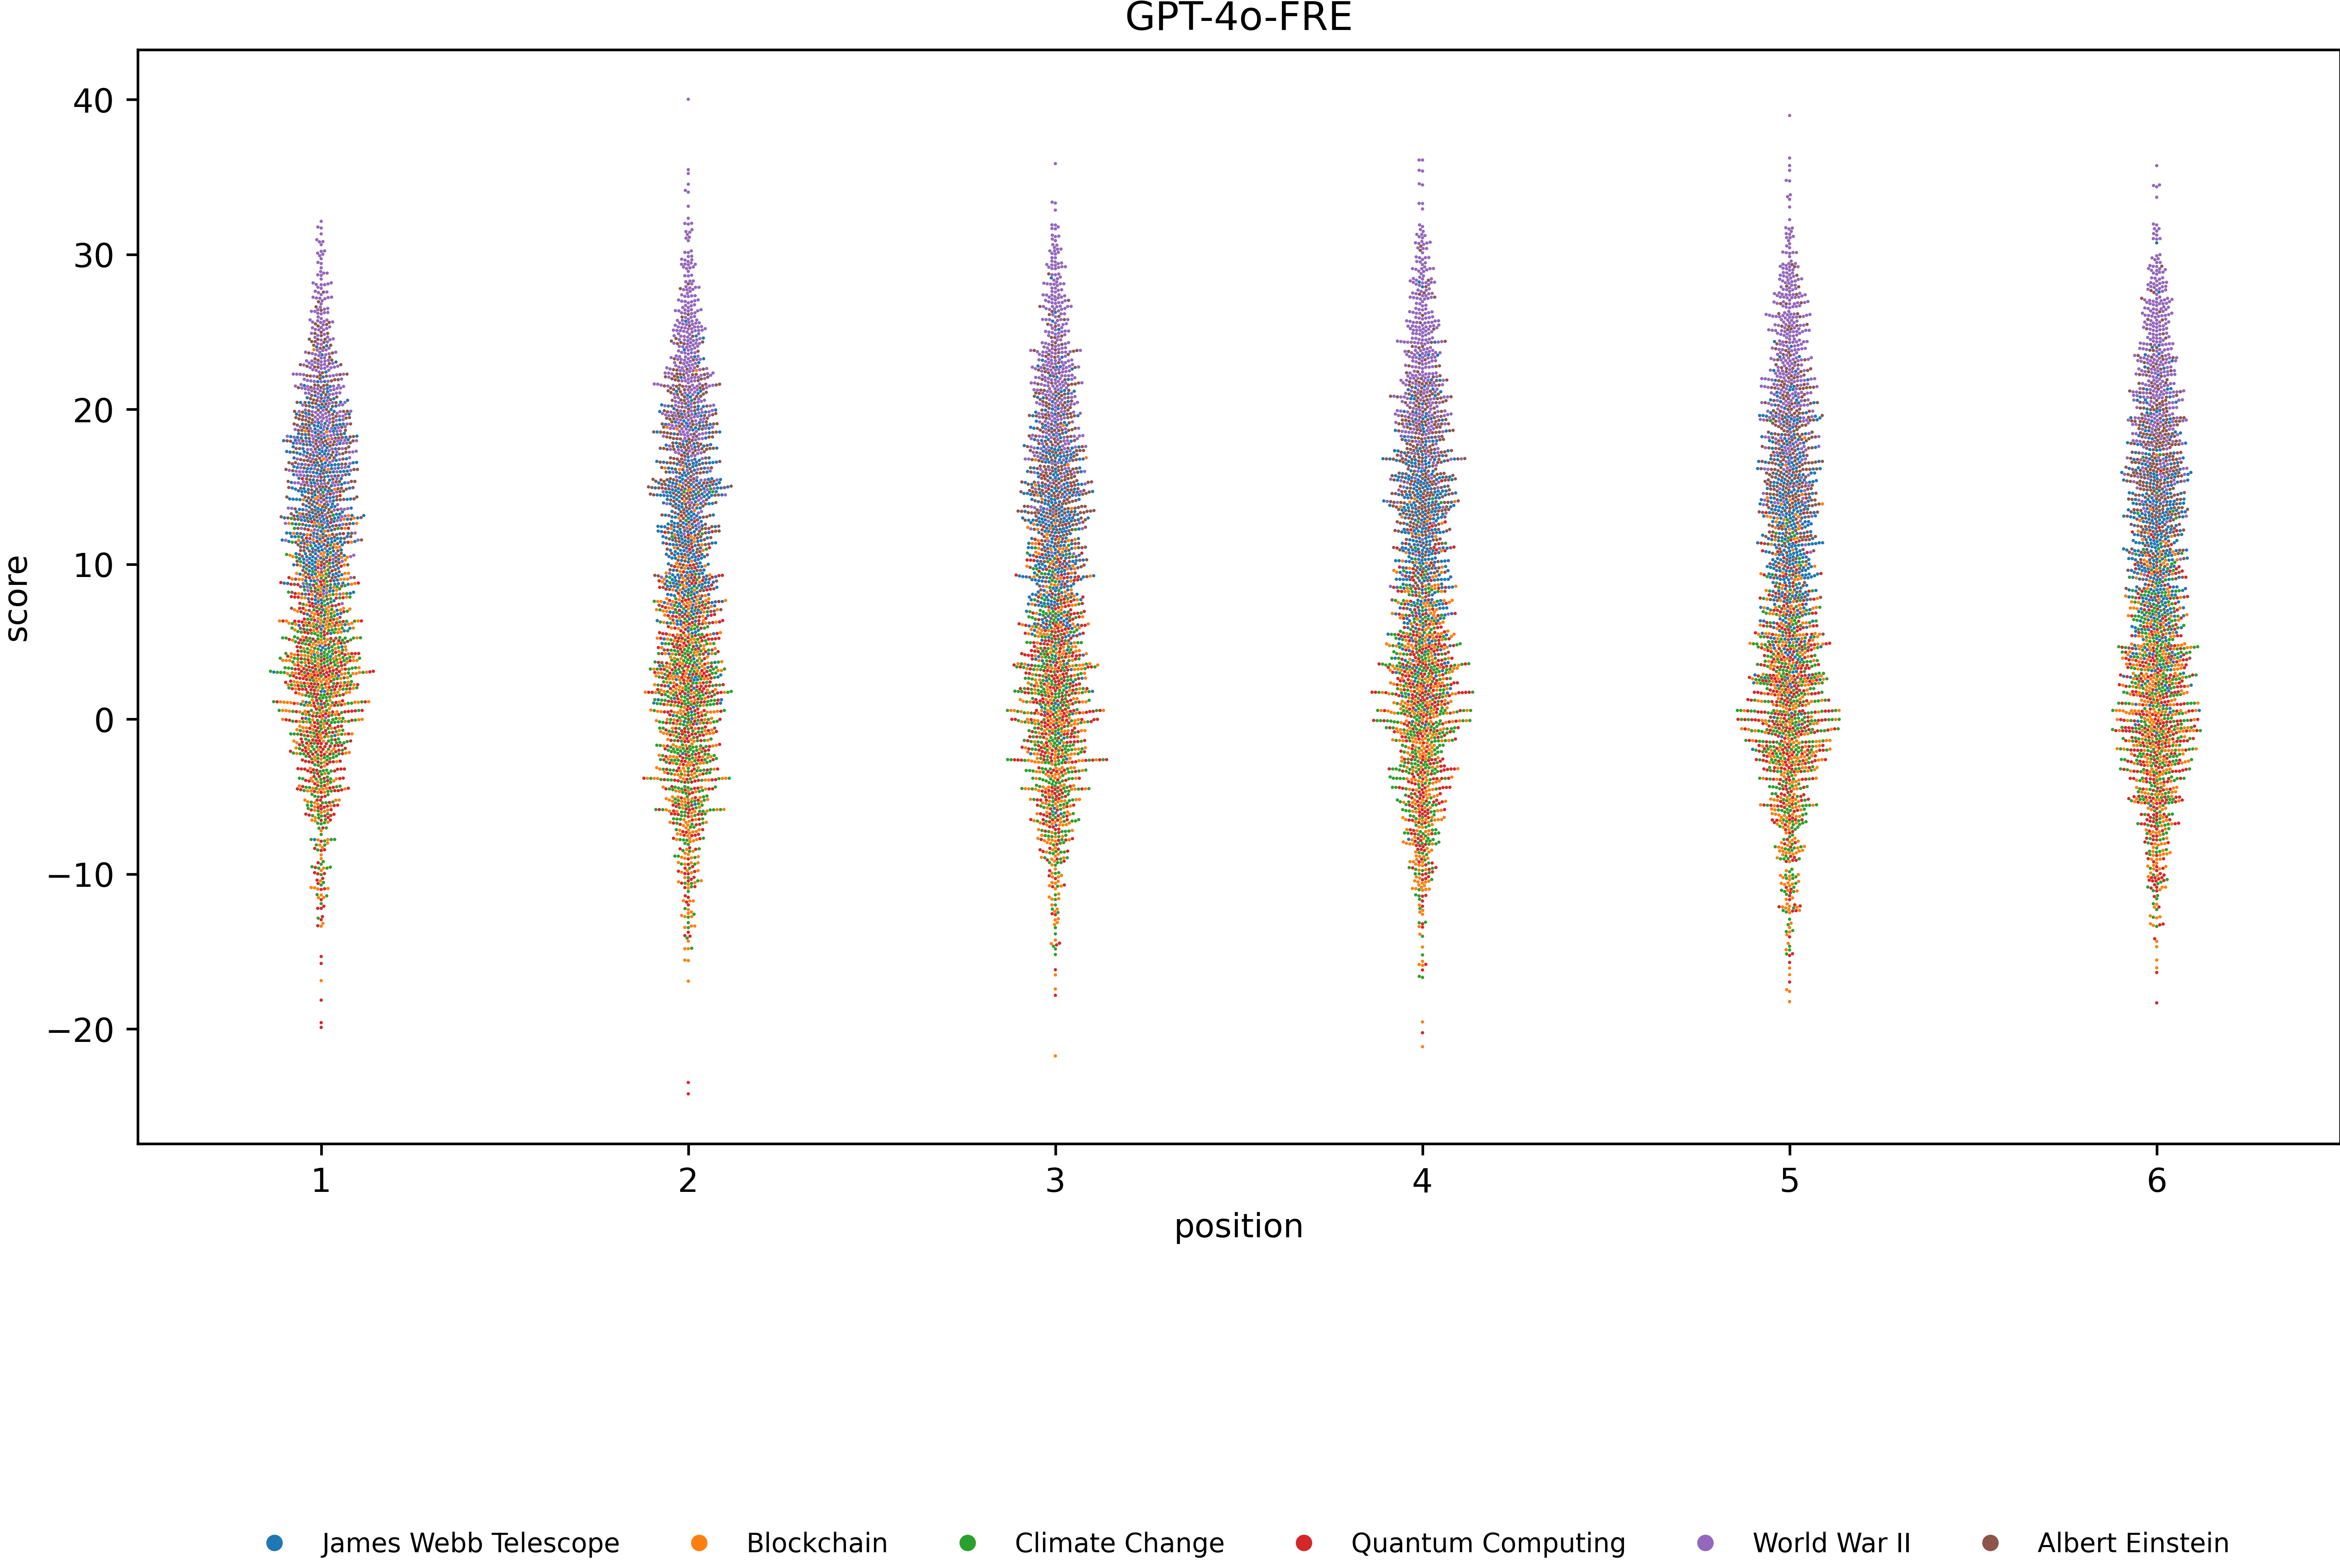 GPT-4o-FRE
40
30
20
10
0
−10
−20
score
1 2 3 4 5 6
position
James Webb Telescope Blockchain Climate Change Quantum Computing World War II Albert Einstein